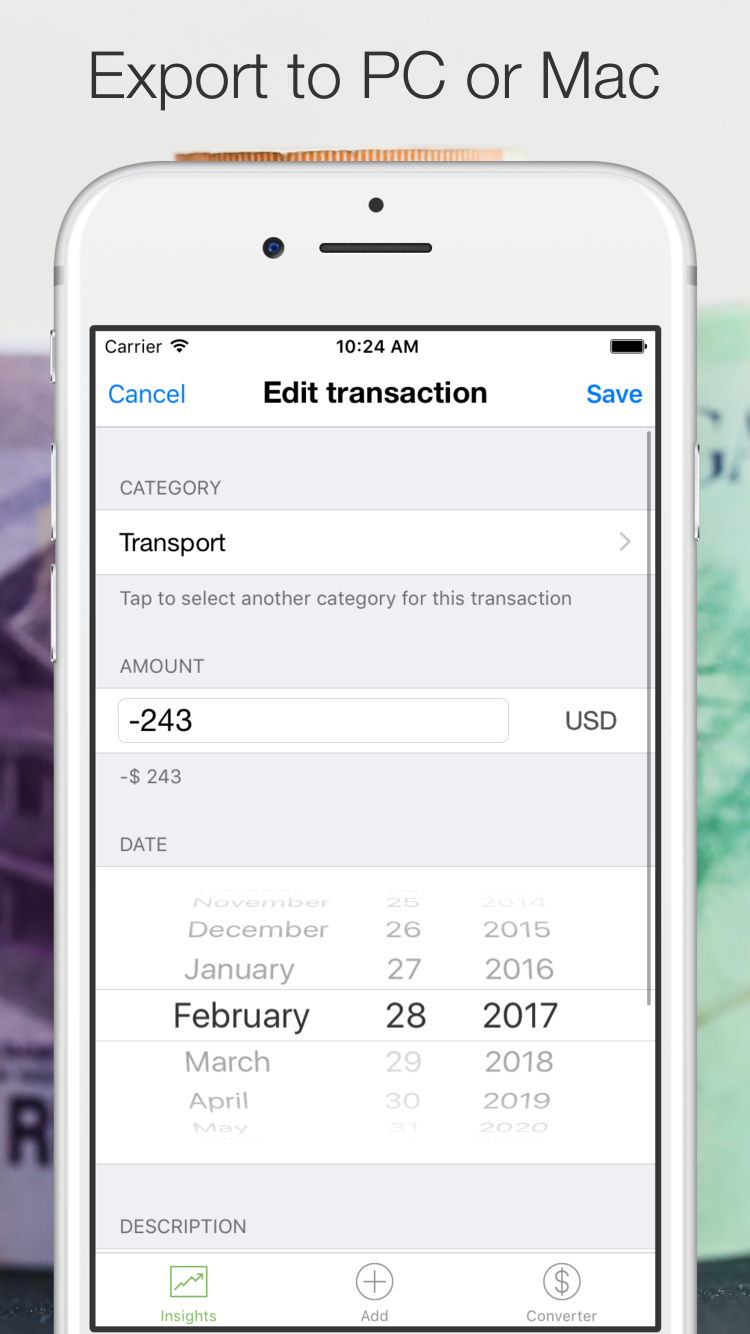 Export to PC or Mac
Carrier 10:24 AM
Cancel Edit transaction Save
CATEGORY
Transport
Tap to select another category for this transaction
AMOUNT
-243 USD
-$ 243
DATE
November 25 2014
December 26 2015
January 27 2016
February 28 2017
March 29 2018
April 30 2019
May 31 2020
DESCRIPTION
Insights Add Converter
R